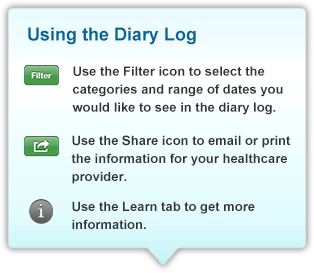 Using the Diary Log
Filter Use the Filter icon to select the
categories and range of dates you
would like to see in the diary log.
Use the Share icon to email or print
the information for your healthcare
provider.
i Use the Learn tab to get more
information.